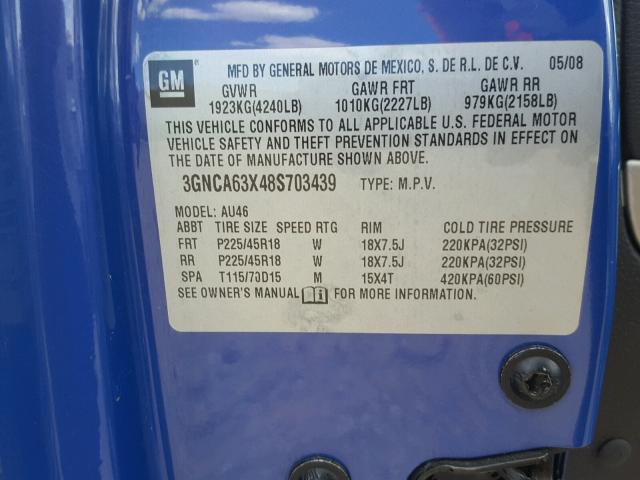 GM
MFD BY GENERAL MOTORS DE MEXICO, S. DE R.L. DE C.V. 05/08
GVWR GAWR FRT GAWR RR
1923KG(4240LB) 1010KG(2227LB) 979KG(2158LB)
THIS VEHICLE CONFORMS TO ALL APPLICABLE U.S. FEDERAL MOTOR
VEHICLE SAFETY AND THEFT PREVENTION STANDARDS IN EFFECT ON
THE DATE OF MANUFACTURE SHOWN ABOVE.
3GNCA63X48S703439 TYPE: M.P.V.
MODEL: AU46
ABBT TIRE SIZE SPEED RTG RIM COLD TIRE PRESSURE
FRT P225/45R18 W 18X7.5J 220KPA(32PSI)
RR P225/45R18 W 18X7.5J 220KPA(32PSI)
SPA T115/70D15 M 15X4T 420KPA(60PSI)
SEE OWNER'S MANUAL FOR MORE INFORMATION.